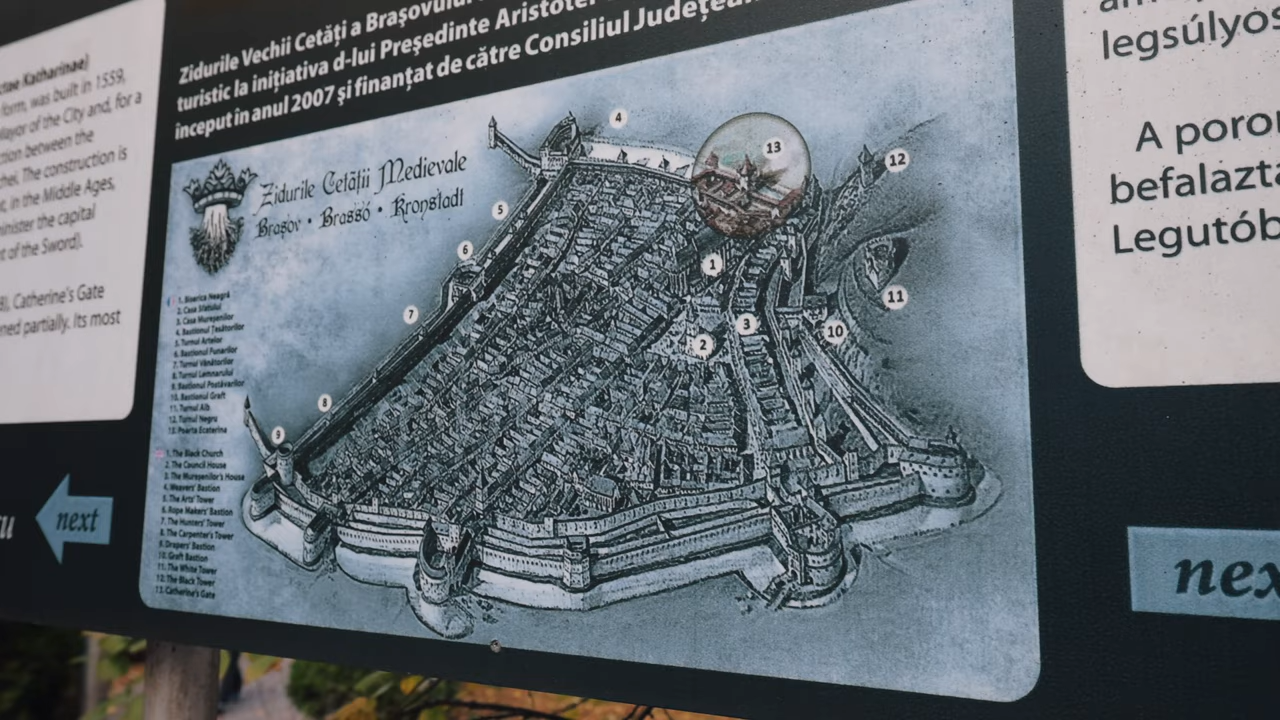 ctae Katharinae)
form, was built in 1559,
Mayor of the City and, for a
ction between the
The construction is
in the Middle Ages,
minister the capital
nt of the Sword).
Catherine's Gate
ned partially. Its most
next
Zidurile Vechii Cetăți a Brașovului
turistic la inițiativa d-lui Președinte Aristotel
început în anul 2007 și finanțat de către Consiliul Județean
Zidurile Cetății Medievale
Brașov • Brassó • Kronstadt
1. Biserica Neagră
2. Casa Sfatului
3. Casa Mureșenilor
4. Bastionul Țesătorilor
5. Turnul Artelor
6. Bastionul Funarilor
7. Turnul Vânătorilor
8. Turnul Lemnarului
9. Bastionul Postăvarilor
10. Bastionul Graft
11. Turnul Alb
12. Turnul Negru
13. Poarta Ecaterina
1. The Black Church
2. The Council House
3. The Mureșenilor's House
4. Weavers' Bastion
5. The Arts' Tower
6. Rope Makers' Bastion
7. The Hunters' Tower
8. The Carpenter's Tower
9. Drapers' Bastion
10. Graft Bastion
11. The White Tower
12. The Black Tower
13. Catherine's Gate
4
13
12
5
6
1
11
7
3
10
2
8
9
legsúlyos
A poro
befalazta
Legutób
nex